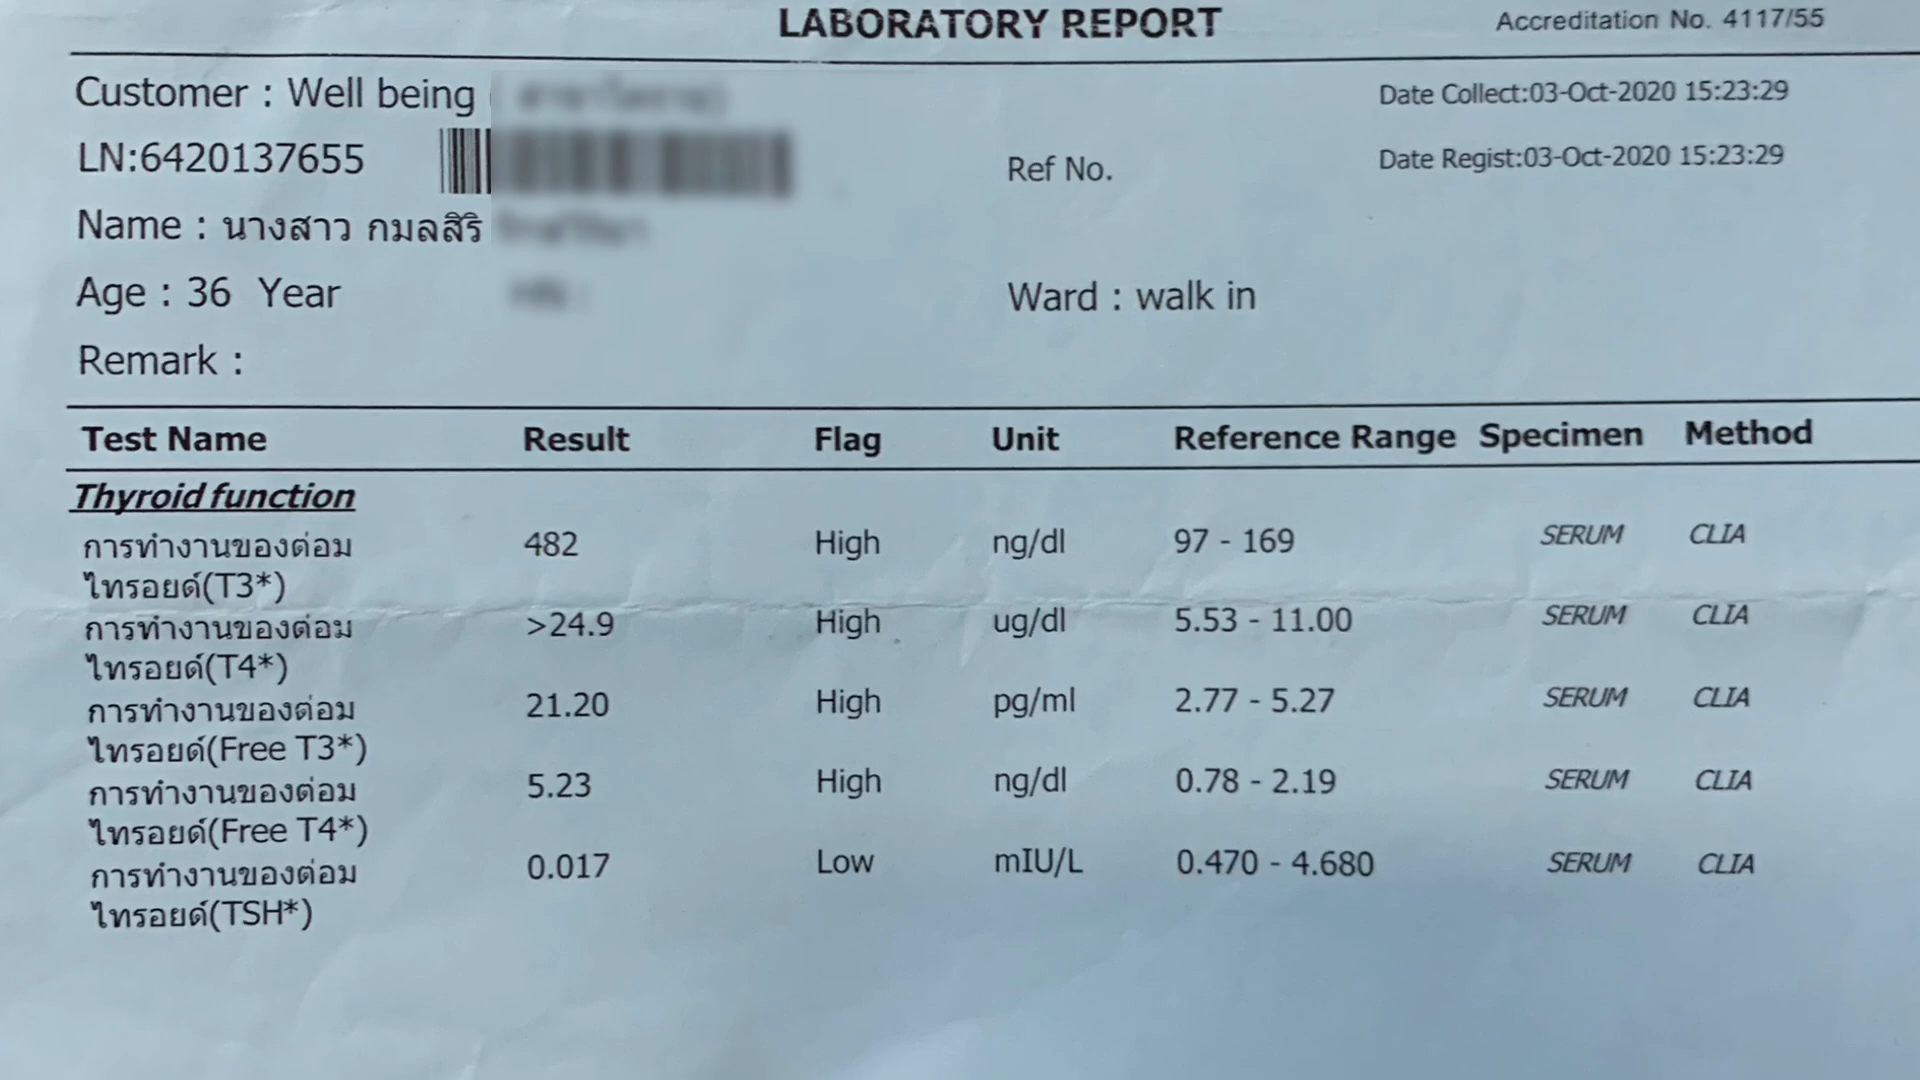 LABORATORY REPORT Accreditation No. 4117/55
Customer : Well being Date Collect:03-Oct-2020 15:23:29
LN:6420137655 Ref No. Date Regist:03-Oct-2020 15:23:29
Name : นางสาว กมลสิริ
Age : 36 Year Ward : walk in
Remark :
Test Name Result Flag Unit Reference Range Specimen Method
Thyroid function
การทำงานของต่อม 482 High ng/dl 97 - 169 SERUM CLIA
ไทรอยด์(T3*)
การทำงานของต่อม >24.9 High ug/dl 5.53 - 11.00 SERUM CLIA
ไทรอยด์(T4*)
การทำงานของต่อม 21.20 High pg/ml 2.77 - 5.27 SERUM CLIA
ไทรอยด์(Free T3*)
การทำงานของต่อม 5.23 High ng/dl 0.78 - 2.19 SERUM CLIA
ไทรอยด์(Free T4*)
การทำงานของต่อม 0.017 Low mIU/L 0.470 - 4.680 SERUM CLIA
ไทรอยด์(TSH*)